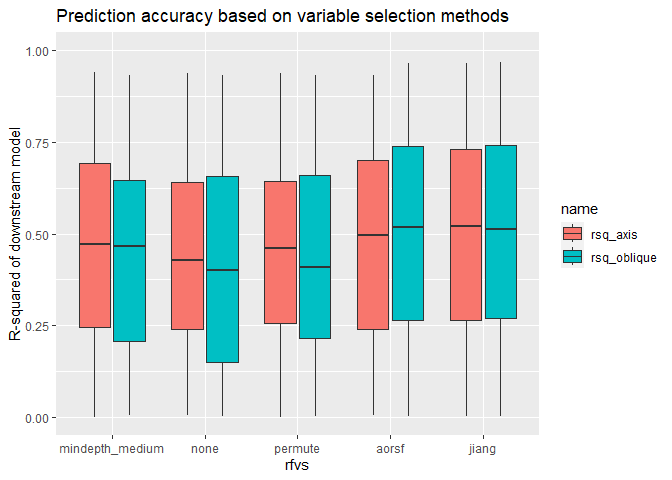 Prediction accuracy based on variable selection methods
R-squared of downstream model
1.00
0.75
0.50
0.25
0.00
mindepth_medium none permute aorsf jiang
rfvs
name
rsq_axis
rsq_oblique